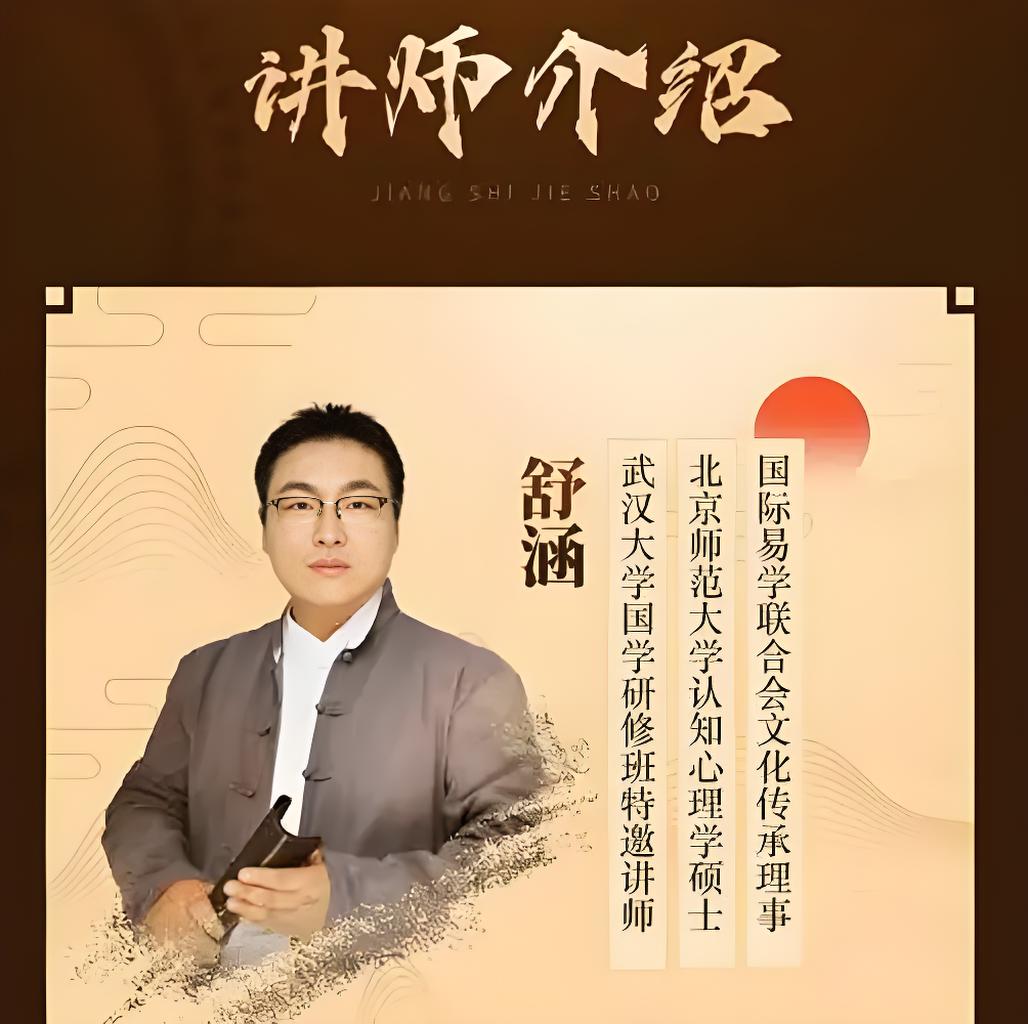 讲师介绍
JIANG SHI JIE SHAO
国际易学联合会文化传承理事
北京师范大学认知心理学硕士
武汉大学国学研修班特邀讲师
舒涵